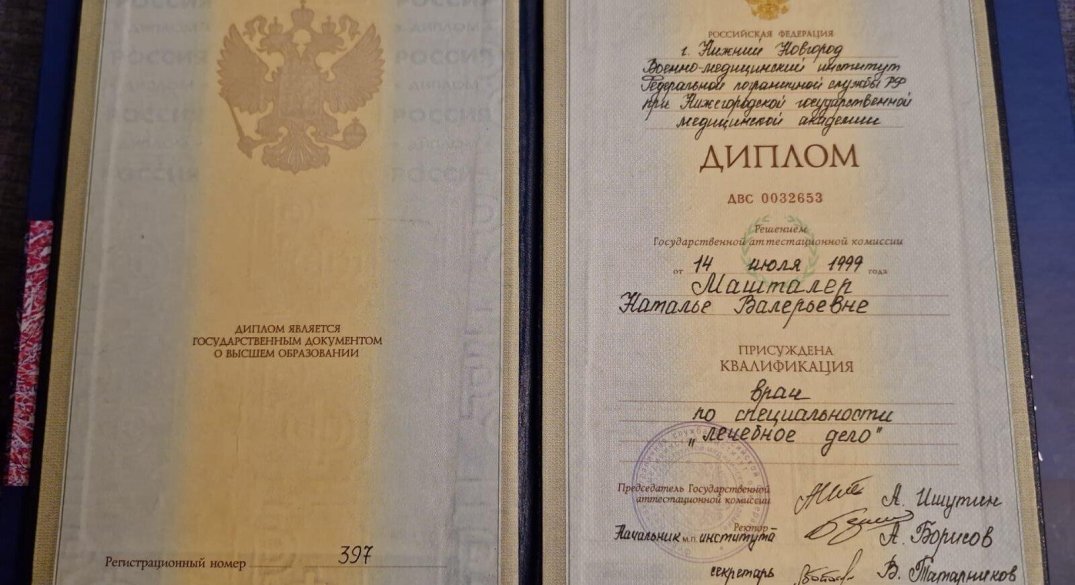 ДИПЛОМ ЯВЛЯЕТСЯ
ГОСУДАРСТВЕННЫМ ДОКУМЕНТОМ
О ВЫСШЕМ ОБРАЗОВАНИИ
Регистрационный номер 397
РОССИЙСКАЯ ФЕДЕРАЦИЯ
г. Нижний Новгород
Военно-медицинский институт
Федеральной пограничной службы РФ
при Нижегородской государственной
медицинской академии
ДИПЛОМ
ДВС 0032653
Решением
Государственной аттестационной комиссии
от 14 июля 1999 года
Машталер
Наталье Валерьевне
ПРИСУЖДЕНА
КВАЛИФИКАЦИЯ
врач
по специальности
"лечебное дело"
Председатель Государственной
аттестационной комиссии А. Ишутин
Ректор
Начальник м.п. института А. Борисов
секретарь В. Татарников